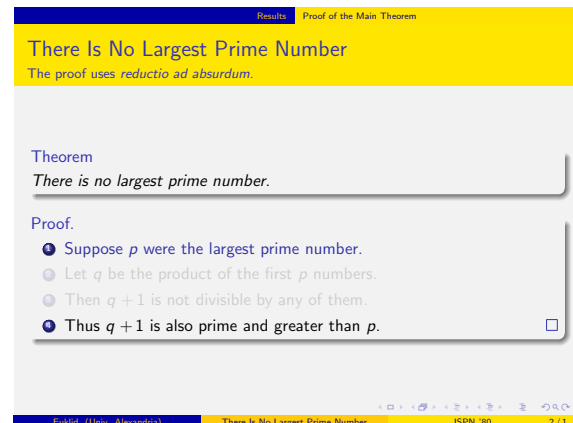 Results Proof of the Main Theorem
There Is No Largest Prime Number
The proof uses reductio ad absurdum.
Theorem
There is no largest prime number.
Proof.
1 Suppose p were the largest prime number.
2 Let q be the product of the first p numbers.
3 Then q + 1 is not divisible by any of them.
4 Thus q + 1 is also prime and greater than p.
Euklid (Univ. Alexandria) There Is No Largest Prime Number ISPN '80 2 / 1